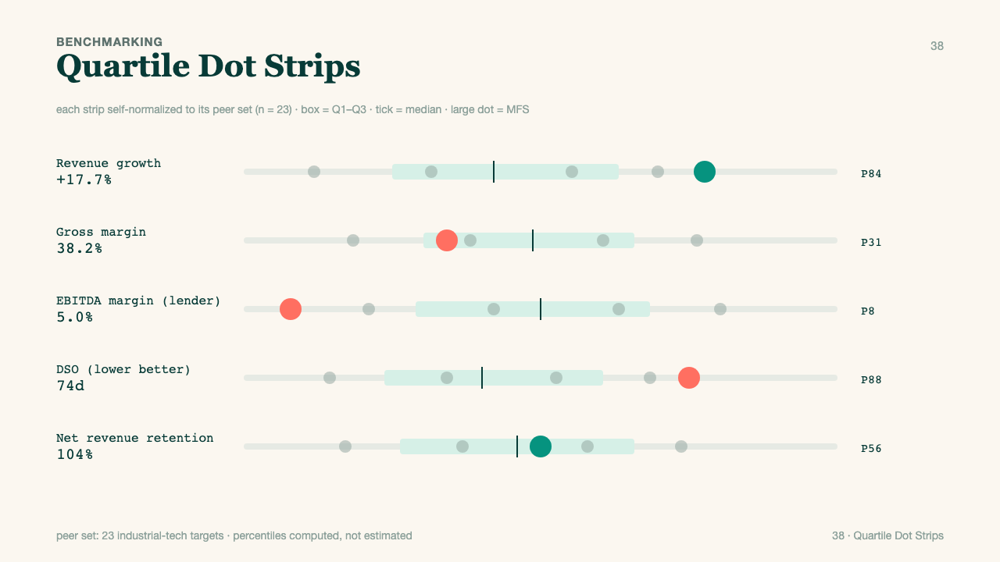 BENCHMARKING
38
Quartile Dot Strips
each strip self-normalized to its peer set (n = 23) · box = Q1–Q3 · tick = median · large dot = MFS
Revenue growth
+17.7%
P84
Gross margin
38.2%
P31
EBITDA margin (lender)
5.0%
P8
DSO (lower better)
74d
P88
Net revenue retention
104%
P56
peer set: 23 industrial-tech targets · percentiles computed, not estimated
38 · Quartile Dot Strips